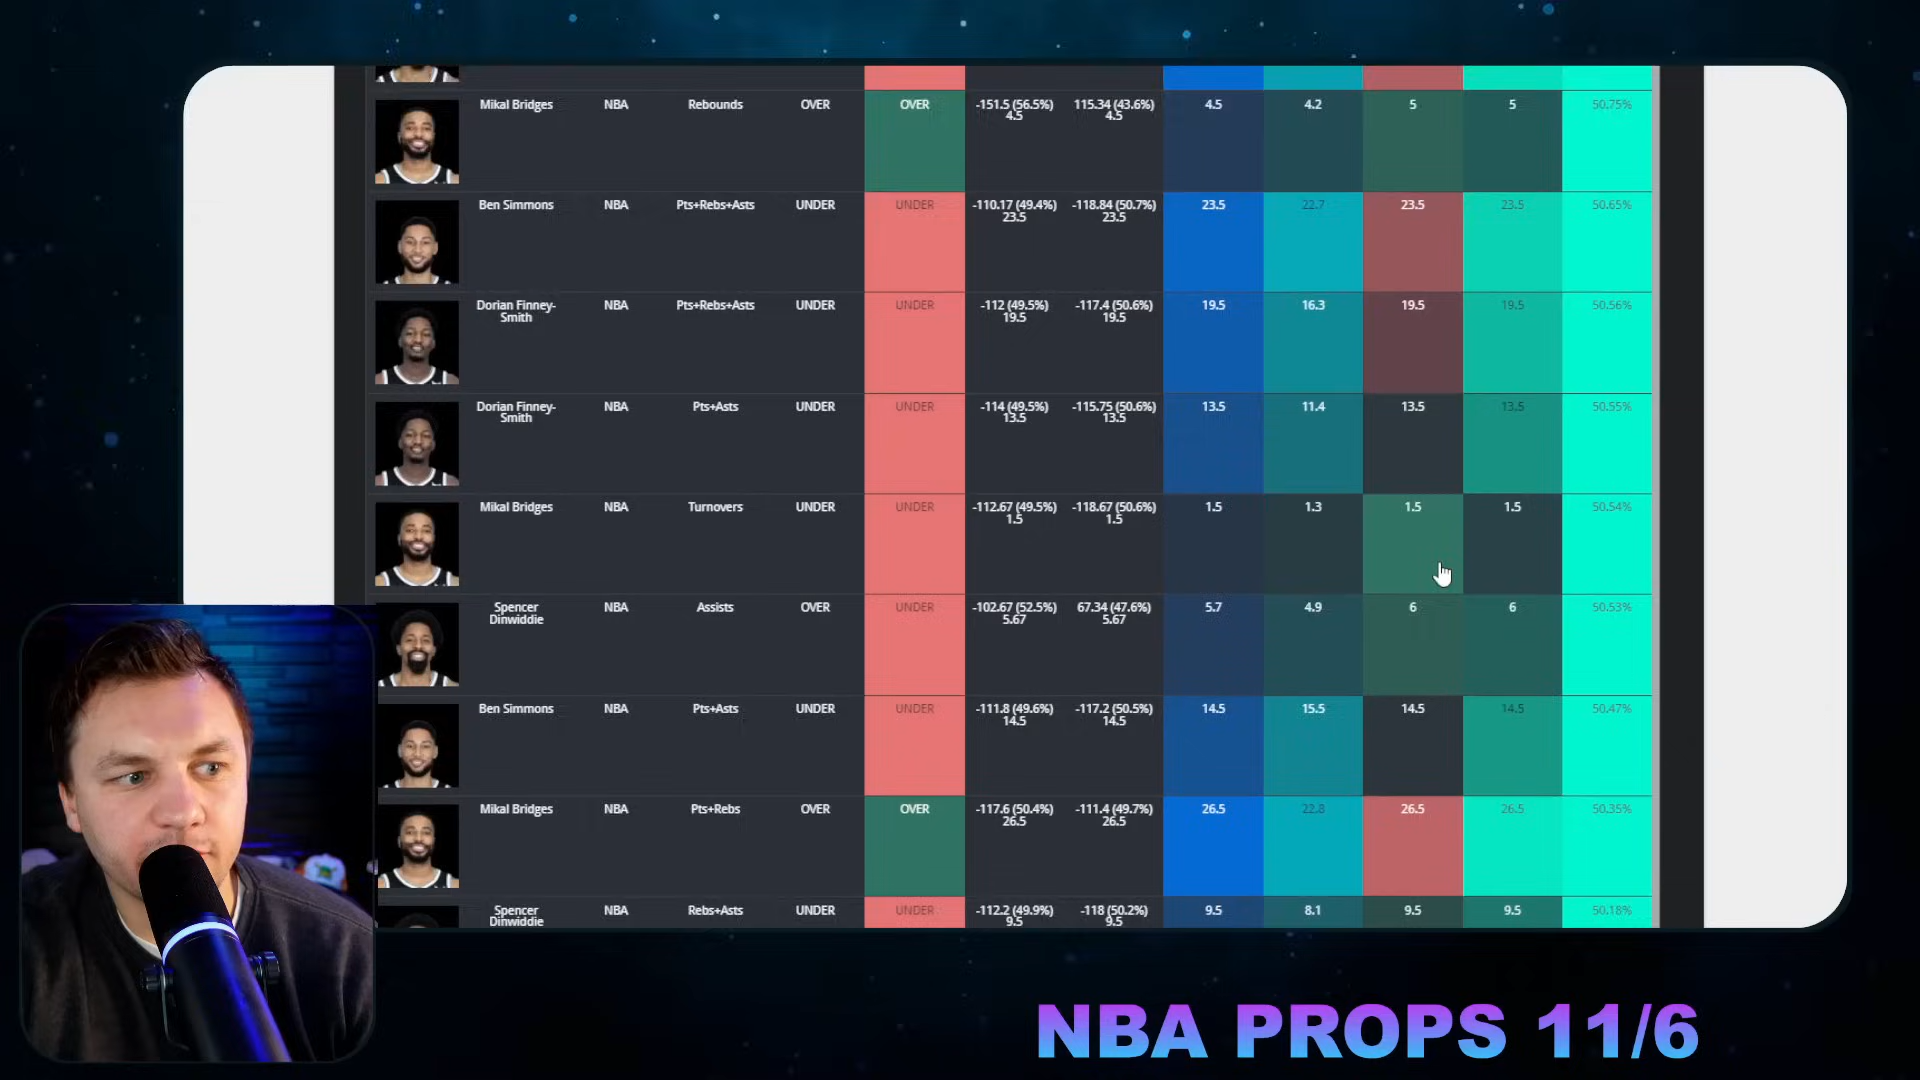 Mikal Bridges NBA Rebounds OVER OVER -151.5 (56.5%) 4.5 115.34 (43.6%) 4.5 4.5 4.2 5 5 50.75%
Ben Simmons NBA Pts+Rebs+Asts UNDER UNDER -110.17 (49.4%) 23.5 -118.84 (50.7%) 23.5 23.5 22.7 23.5 23.5 50.65%
Dorian Finney-Smith NBA Pts+Rebs+Asts UNDER UNDER -112 (49.5%) 19.5 -117.4 (50.6%) 19.5 19.5 16.3 19.5 19.5 50.56%
Dorian Finney-Smith NBA Pts+Asts UNDER UNDER -114 (49.5%) 13.5 -115.75 (50.6%) 13.5 13.5 11.4 13.5 13.5 50.55%
Mikal Bridges NBA Turnovers UNDER UNDER -112.67 (49.5%) 1.5 -118.67 (50.6%) 1.5 1.5 1.3 1.5 1.5 50.54%
Spencer Dinwiddie NBA Assists OVER UNDER -102.67 (52.5%) 5.67 67.34 (47.6%) 5.67 5.7 4.9 6 6 50.53%
Ben Simmons NBA Pts+Asts UNDER UNDER -111.8 (49.6%) 14.5 -117.2 (50.5%) 14.5 14.5 15.5 14.5 14.5 50.47%
Mikal Bridges NBA Pts+Rebs OVER OVER -117.6 (50.4%) 26.5 -111.4 (49.7%) 26.5 26.5 22.8 26.5 26.5 50.35%
Spencer Dinwiddie NBA Rebs+Asts UNDER UNDER -112.2 (49.9%) 9.5 -118 (50.2%) 9.5 9.5 8.1 9.5 9.5 50.18%
NBA PROPS 11/6